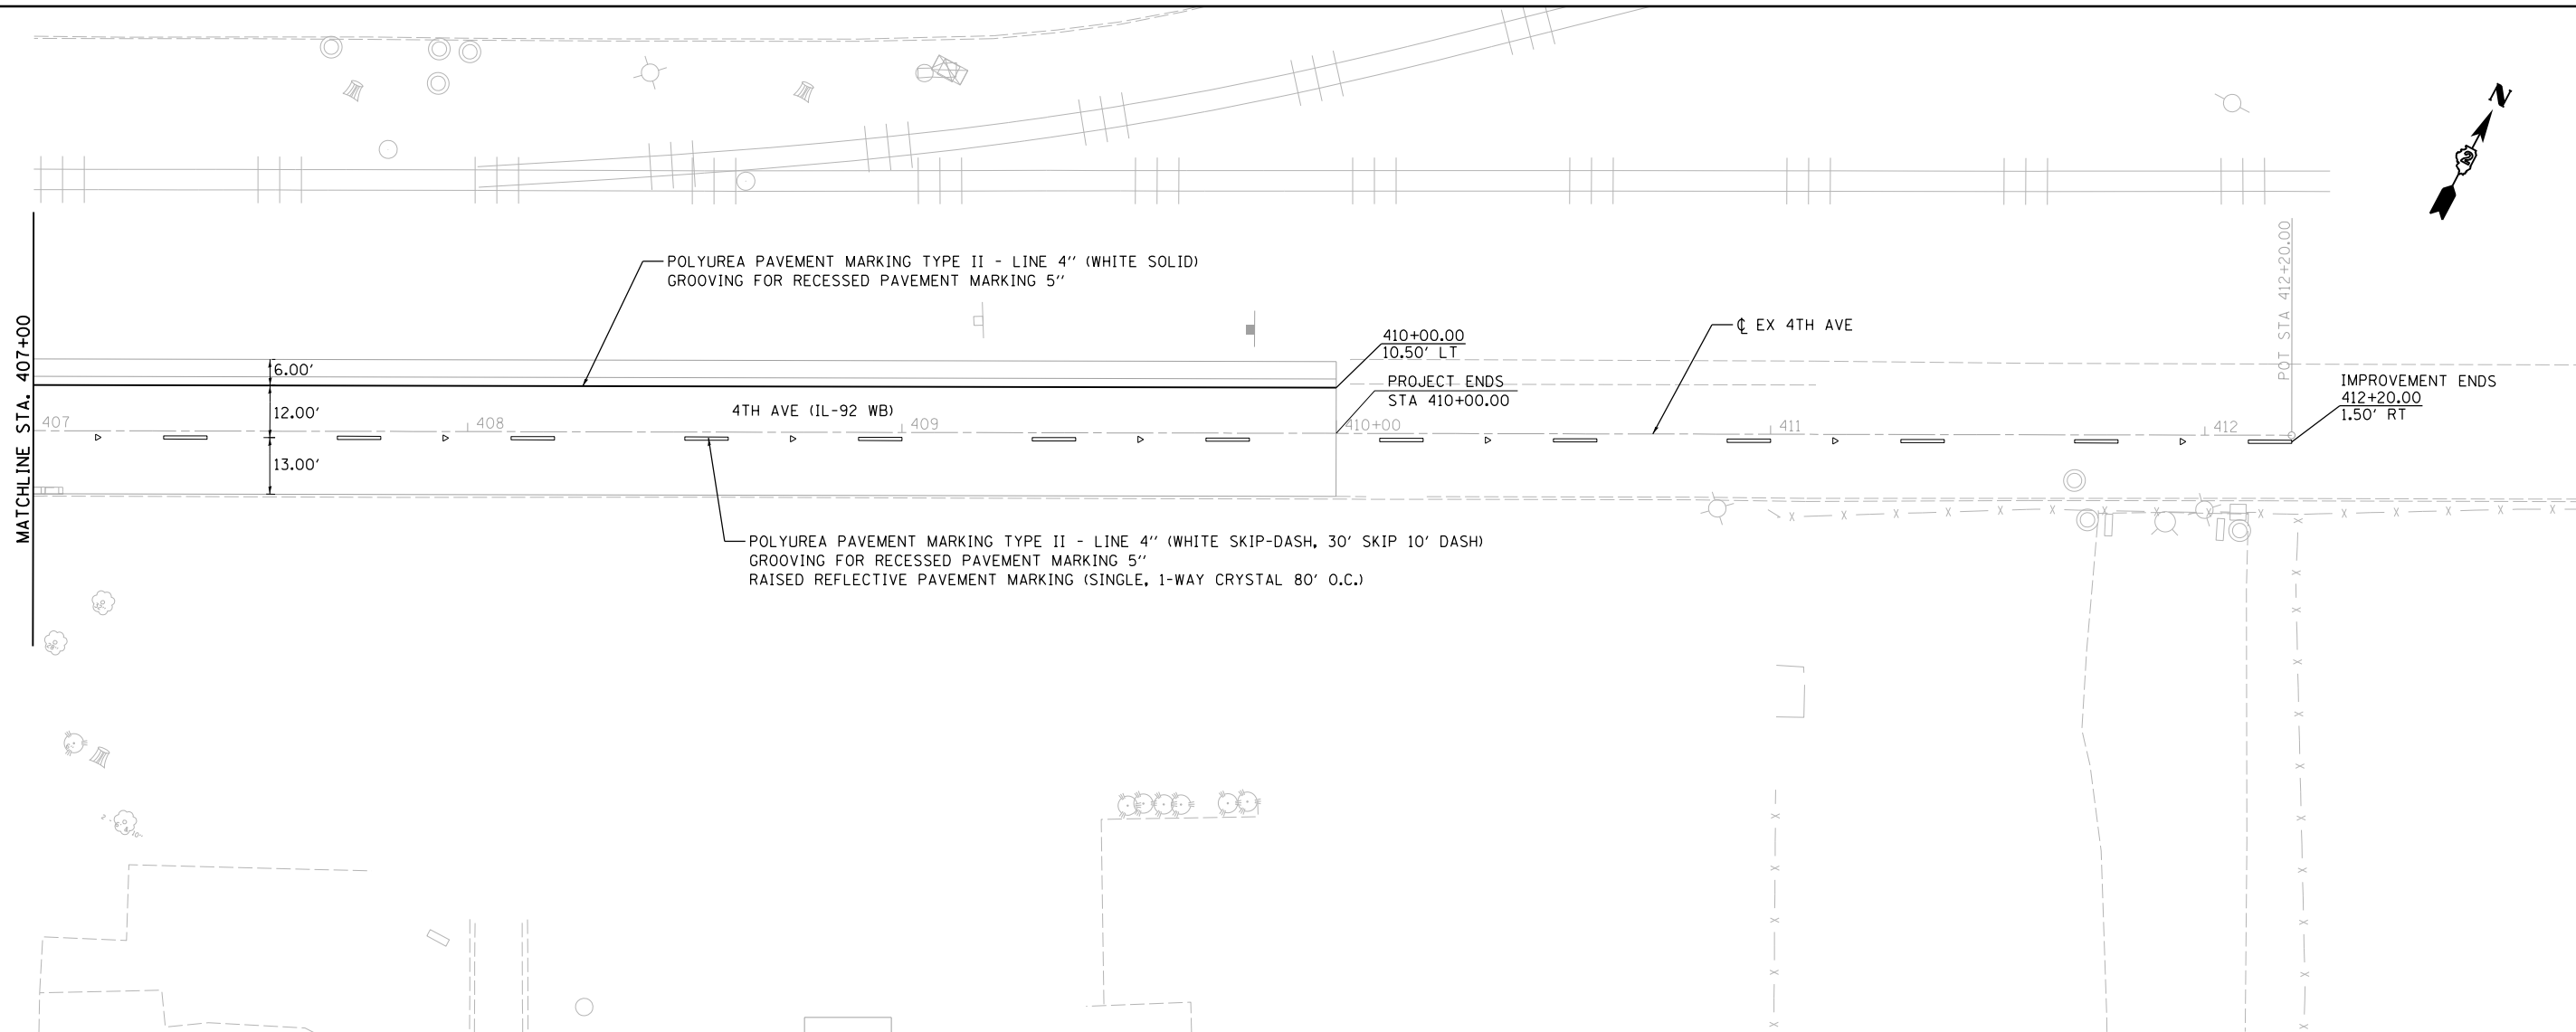 N
2
POLYUREA PAVEMENT MARKING TYPE II - LINE 4'' (WHITE SOLID)
GROOVING FOR RECESSED PAVEMENT MARKING 5''
MATCHLINE STA. 407+00
POT STA 412+20.00
℄ EX 4TH AVE
410+00.00
10.50' LT
PROJECT ENDS
STA 410+00.00
IMPROVEMENT ENDS
412+20.00
1.50' RT
6.00'
12.00'
13.00'
4TH AVE (IL-92 WB)
407
408
409
410+00
411
412
POLYUREA PAVEMENT MARKING TYPE II - LINE 4'' (WHITE SKIP-DASH, 30' SKIP 10' DASH)
GROOVING FOR RECESSED PAVEMENT MARKING 5''
RAISED REFLECTIVE PAVEMENT MARKING (SINGLE, 1-WAY CRYSTAL 80' O.C.)